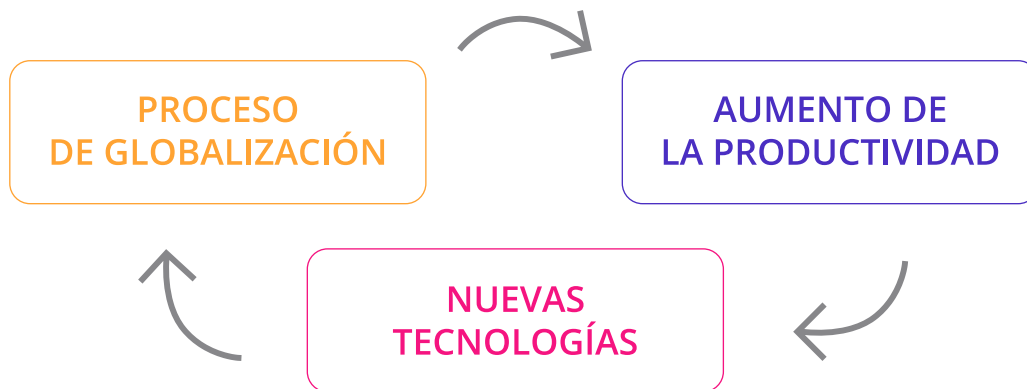 PROCESO
DE GLOBALIZACIÓN
AUMENTO DE
LA PRODUCTIVIDAD
NUEVAS
TECNOLOGÍAS